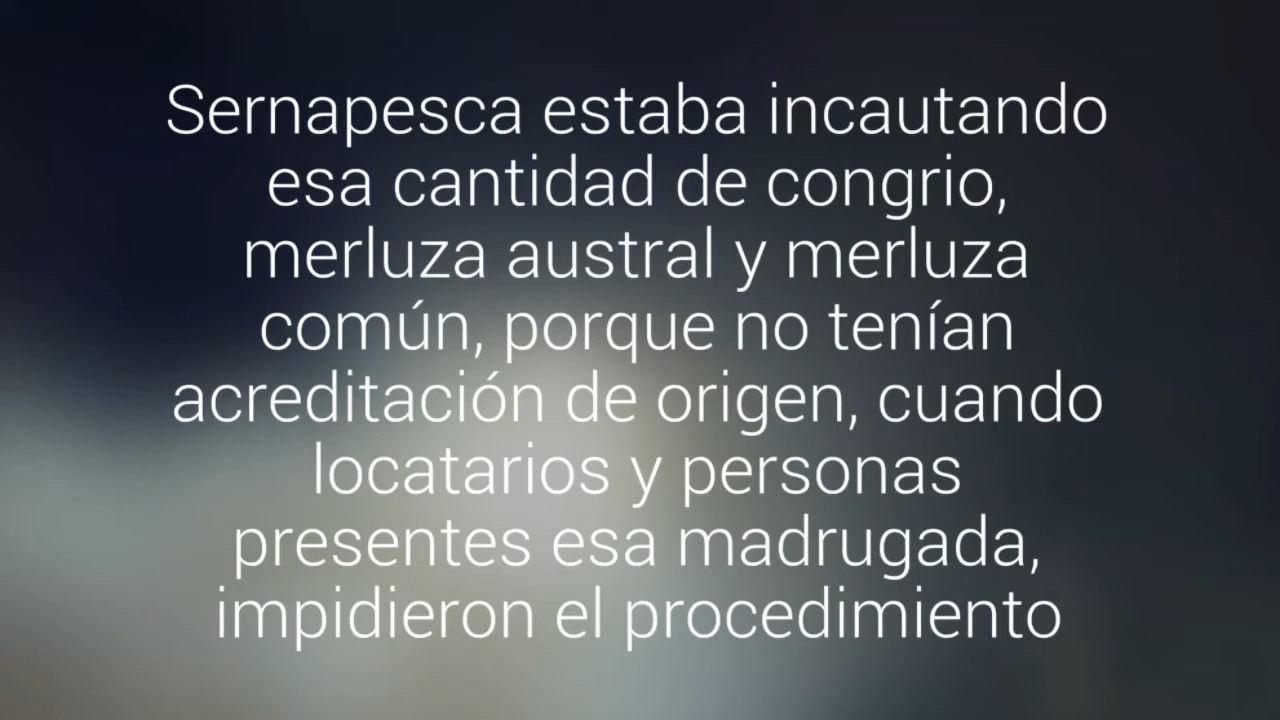 Sernapesca estaba incautando
esa cantidad de congrio,
merluza austral y merluza
común, porque no tenían
acreditación de origen, cuando
locatarios y personas
presentes esa madrugada,
impidieron el procedimiento